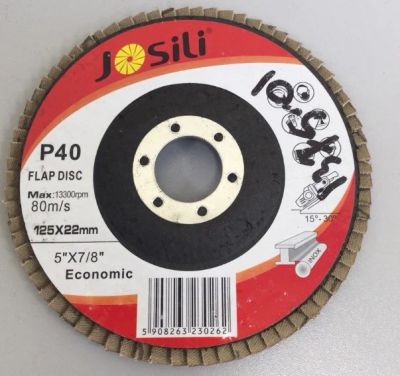 Josili
P40
FLAP DISC
Max: 13300rpm
80m/s
125X22mm
5"X7/8"
Economic
15°-30°
INOX
5 908263 230262